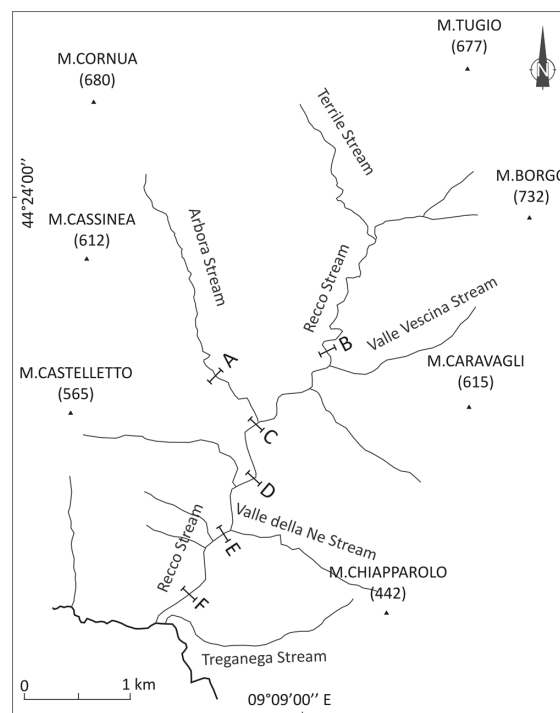 M.TUGIO
(677)
M.CORNUA
(680)
N
Terrile Stream
44°24'00''
M.BORGO
(732)
M.CASSINEA
(612)
Arbora Stream
Recco Stream
Valle Vescina Stream
A
B
M.CASTELLETTO
(565)
M.CARAVAGLI
(615)
C
D
Valle della Ne Stream
Recco Stream
E
M.CHIAPPAROLO
(442)
F
Treganega Stream
0
1 km
09°09'00'' E